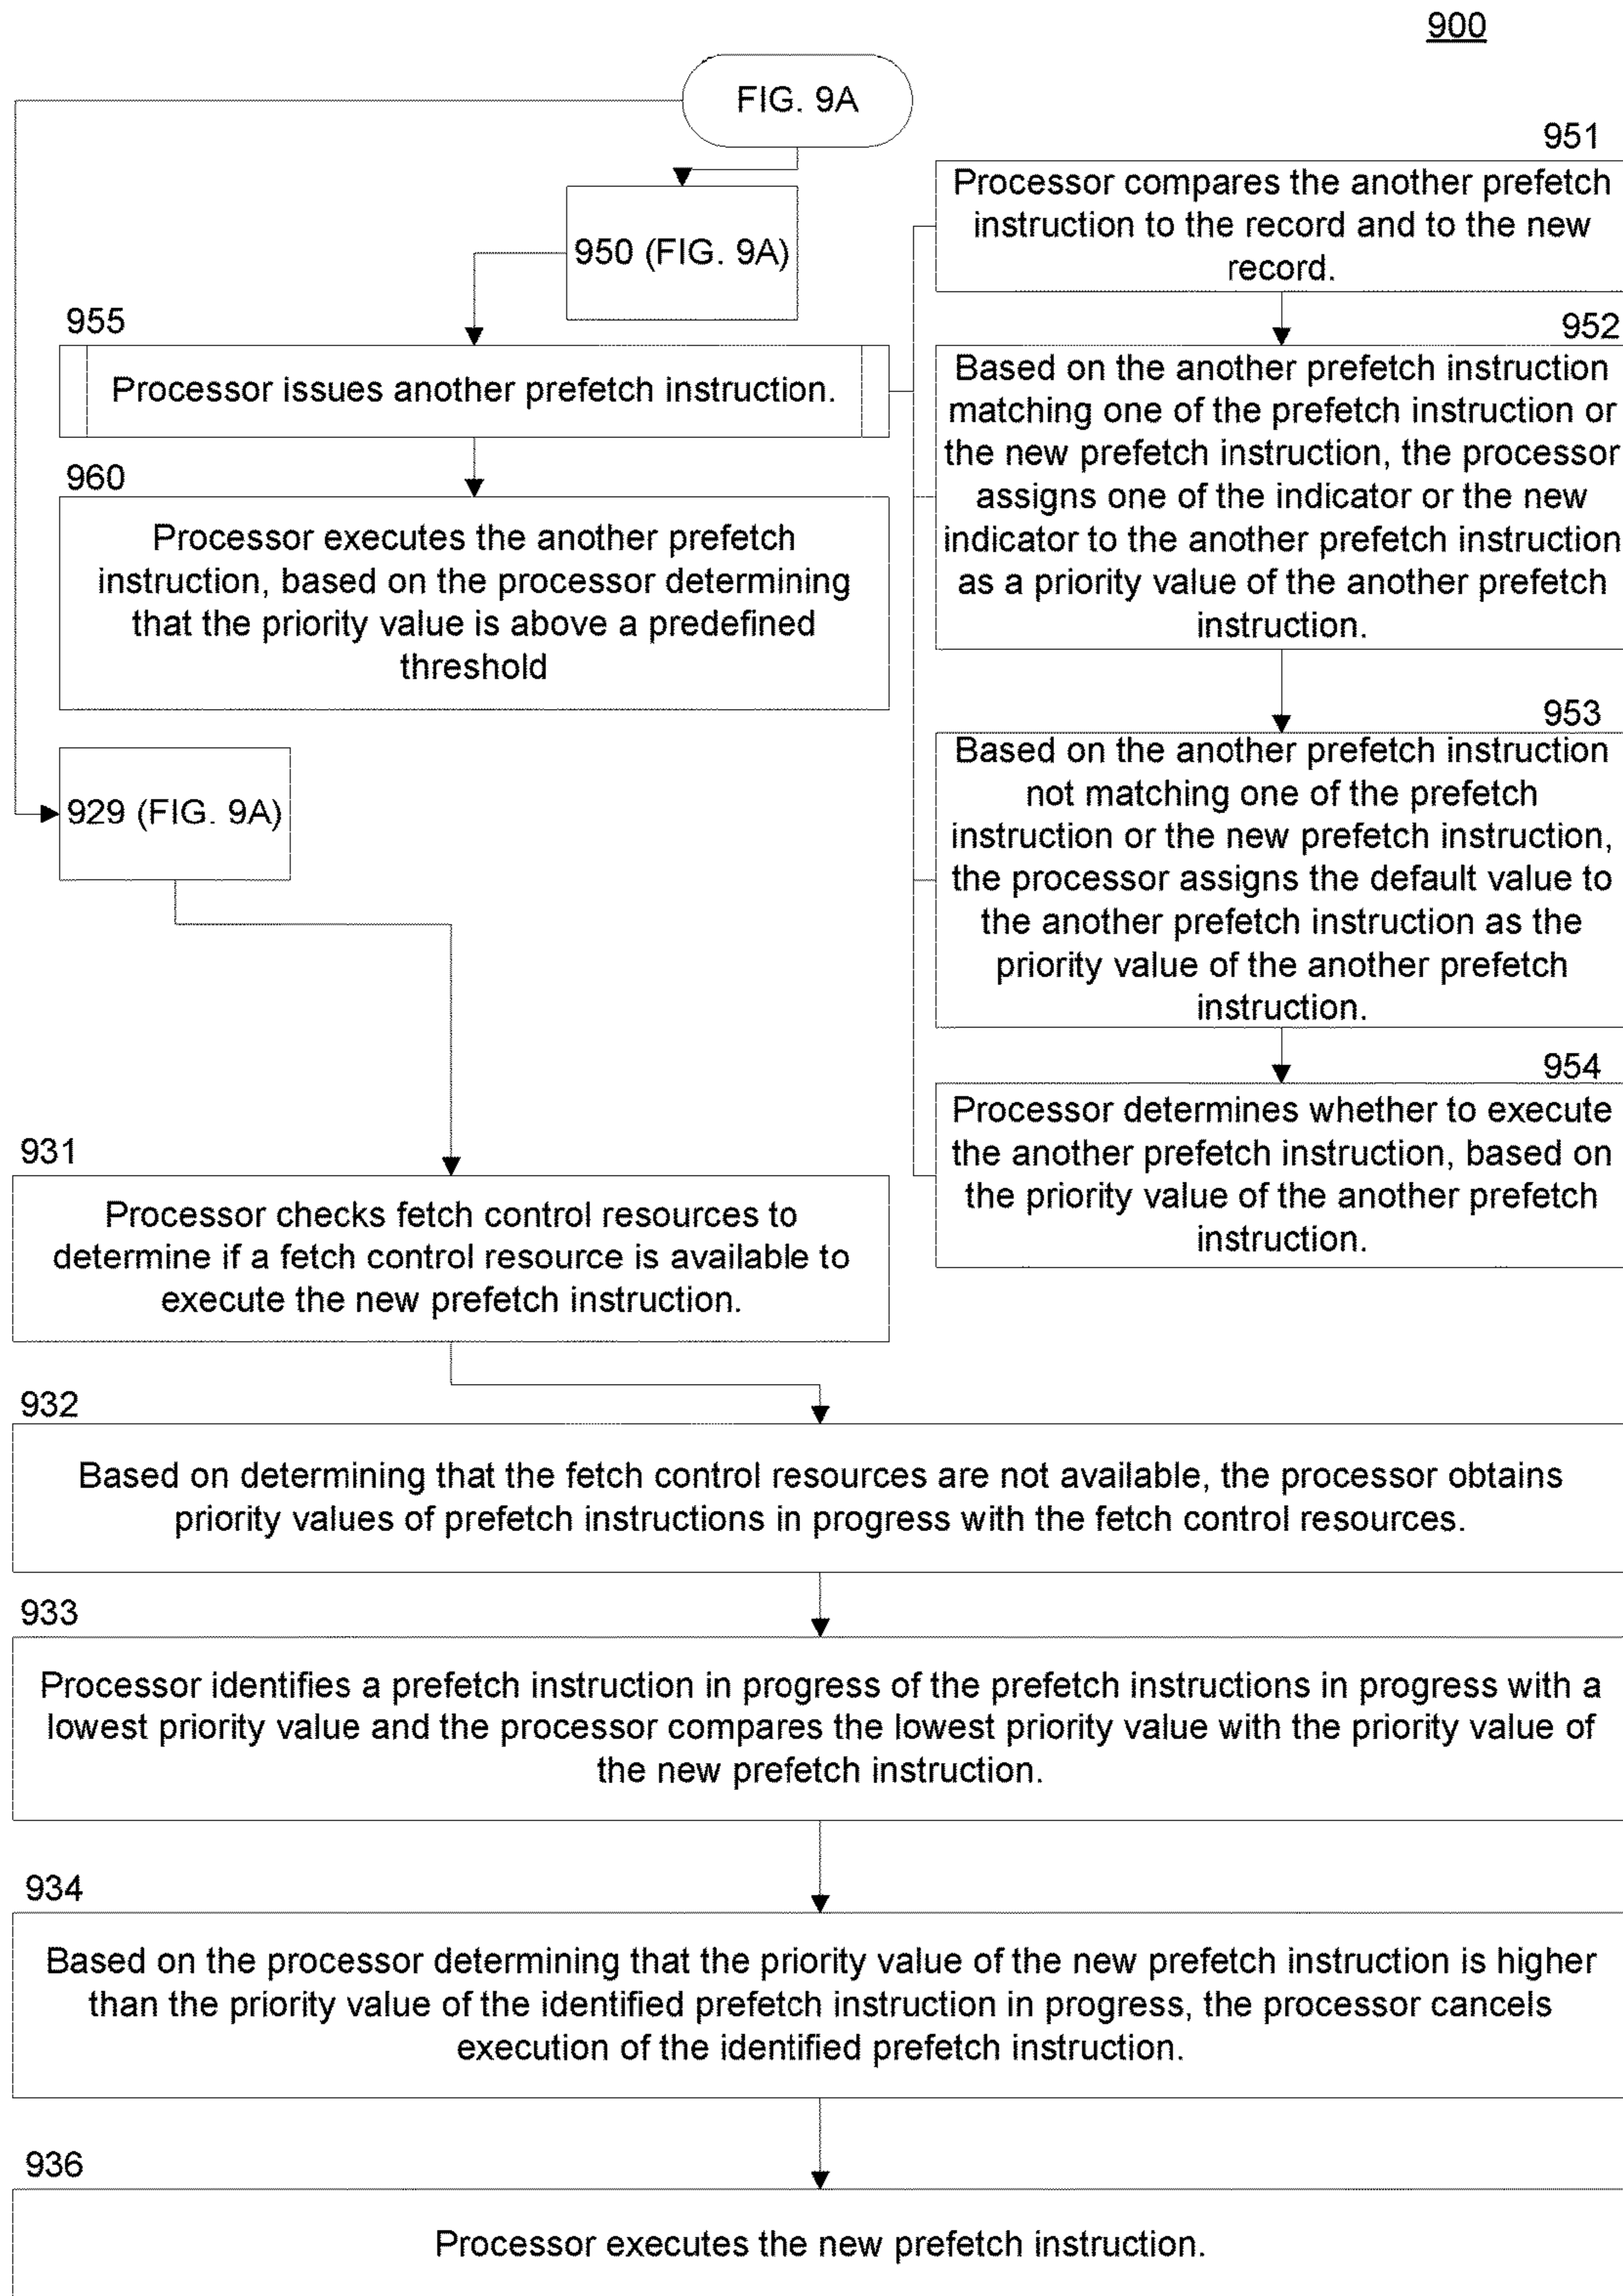 900
FIG. 9A
950 (FIG. 9A)
955
Processor issues another prefetch instruction.
960
Processor executes the another prefetch
instruction, based on the processor determining
that the priority value is above a predefined
threshold
951
Processor compares the another prefetch
instruction to the record and to the new
record.
952
Based on the another prefetch instruction
matching one of the prefetch instruction or
the new prefetch instruction, the processor
assigns one of the indicator or the new
indicator to the another prefetch instruction
as a priority value of the another prefetch
instruction.
953
Based on the another prefetch instruction
not matching one of the prefetch
instruction or the new prefetch instruction,
the processor assigns the default value to
the another prefetch instruction as the
priority value of the another prefetch
instruction.
954
Processor determines whether to execute
the another prefetch instruction, based on
the priority value of the another prefetch
instruction.
929 (FIG. 9A)
931
Processor checks fetch control resources to
determine if a fetch control resource is available to
execute the new prefetch instruction.
932
Based on determining that the fetch control resources are not available, the processor obtains
priority values of prefetch instructions in progress with the fetch control resources.
933
Processor identifies a prefetch instruction in progress of the prefetch instructions in progress with a
lowest priority value and the processor compares the lowest priority value with the priority value of
the new prefetch instruction.
934
Based on the processor determining that the priority value of the new prefetch instruction is higher
than the priority value of the identified prefetch instruction in progress, the processor cancels
execution of the identified prefetch instruction.
936
Processor executes the new prefetch instruction.